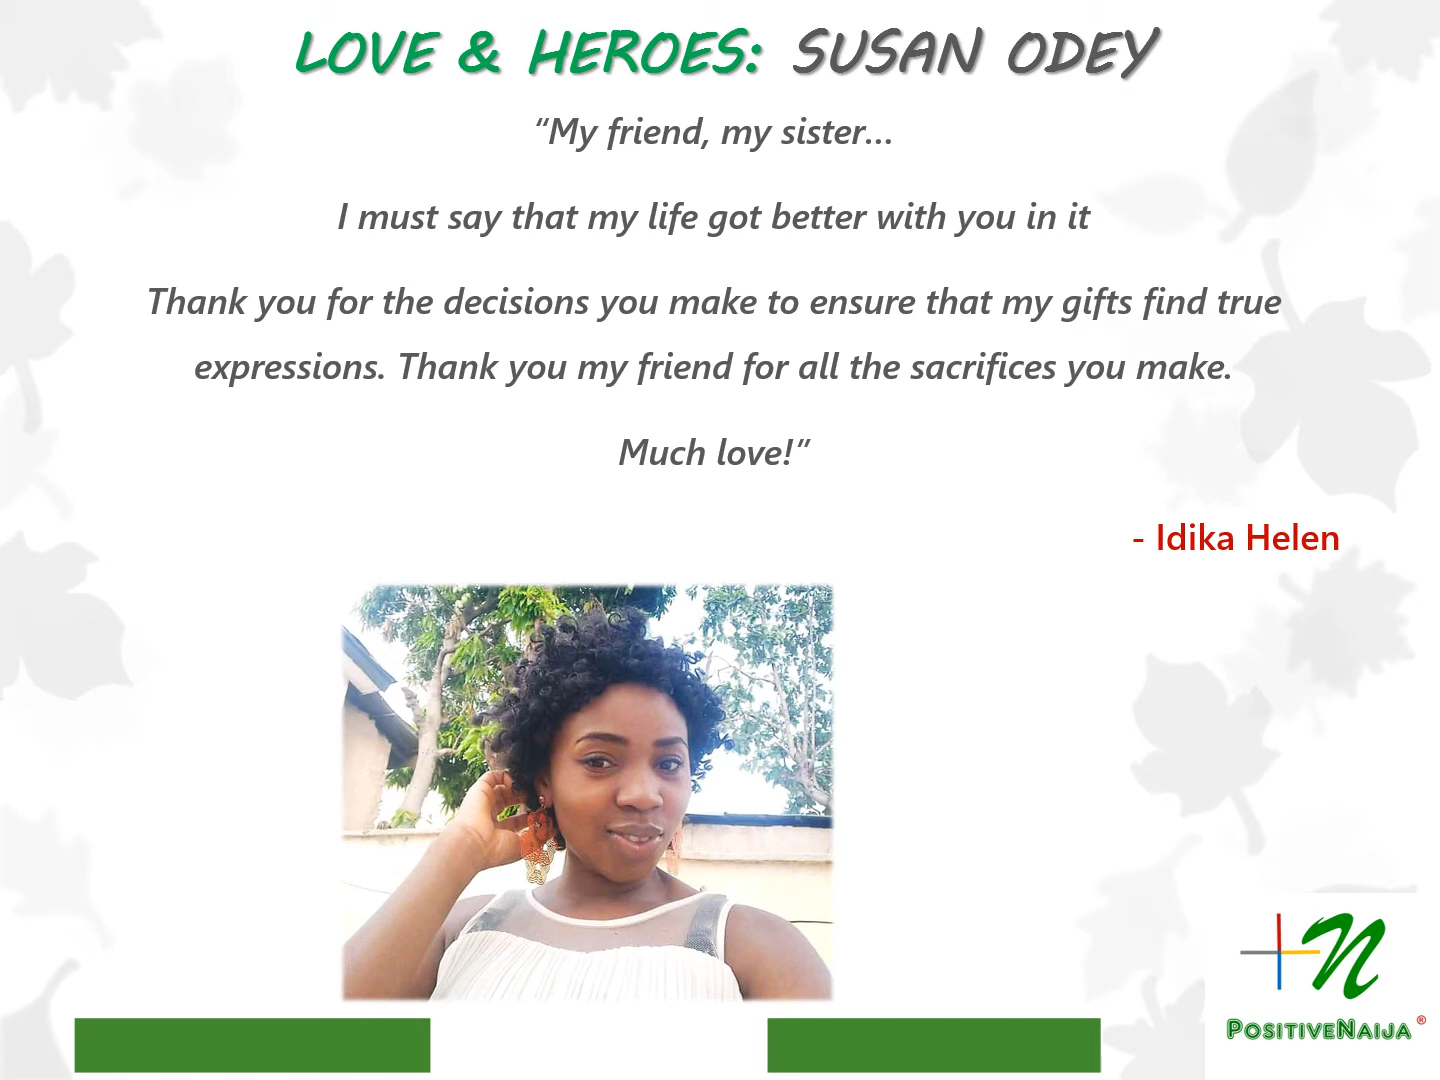 LOVE & HEROES: SUSAN ODEY
“My friend, my sister...
I must say that my life got better with you in it
Thank you for the decisions you make to ensure that my gifts find true
expressions. Thank you my friend for all the sacrifices you make.
Much love!”
- Idika Helen
+N
POSITIVENAIJA®